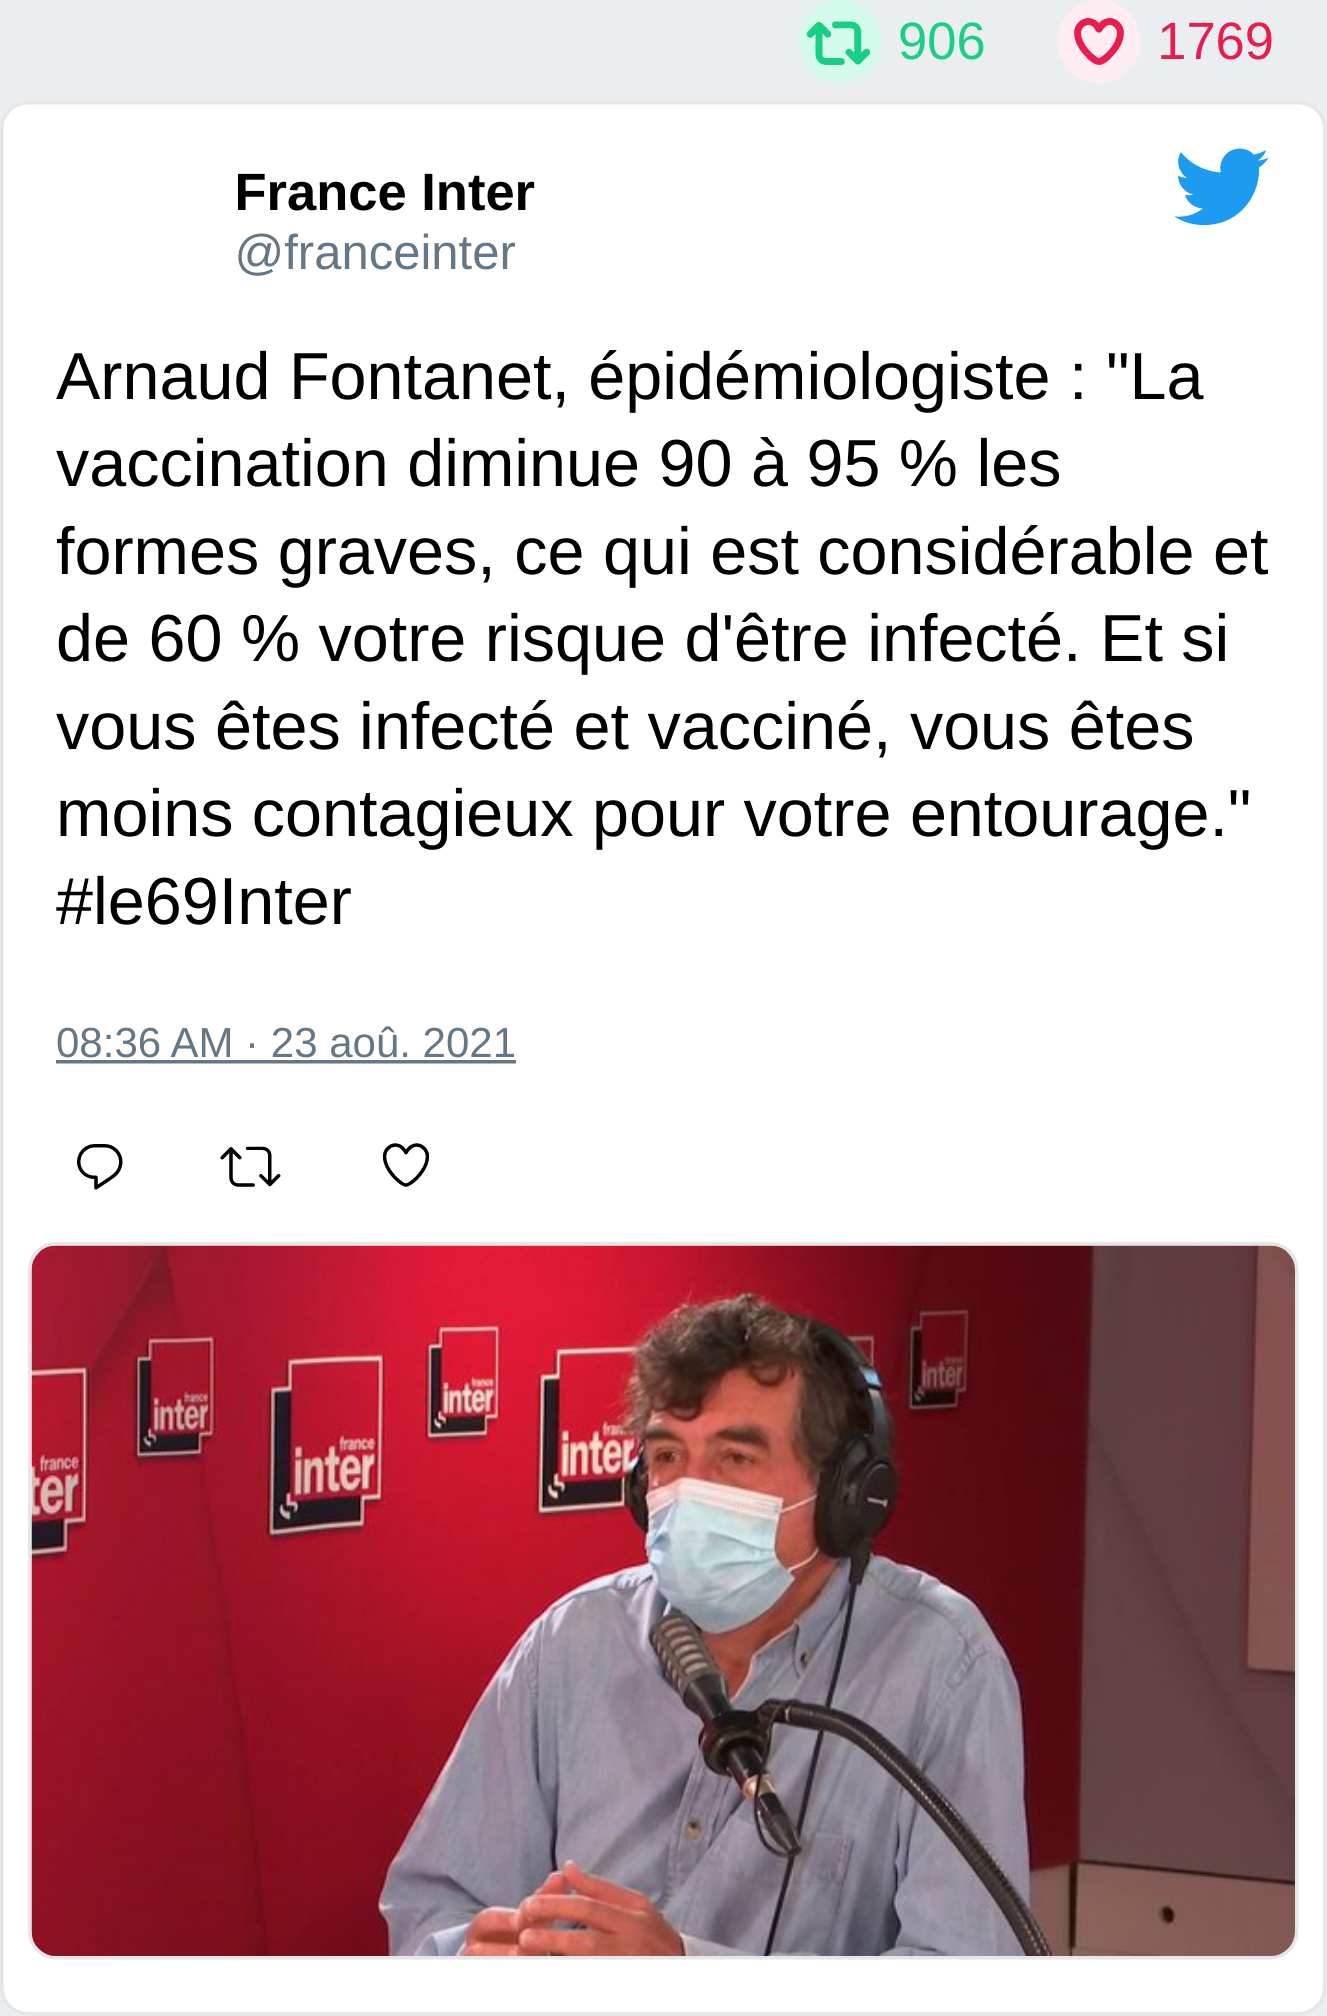 906 1769
France Inter
@franceinter
Arnaud Fontanet, épidémiologiste : "La
vaccination diminue 90 à 95 % les
formes graves, ce qui est considérable et
de 60 % votre risque d'être infecté. Et si
vous êtes infecté et vacciné, vous êtes
moins contagieux pour votre entourage."
#le69Inter
08:36 AM · 23 aoû. 2021
france
inter
france
inter
france
inter
france
inter
inter
france
ter